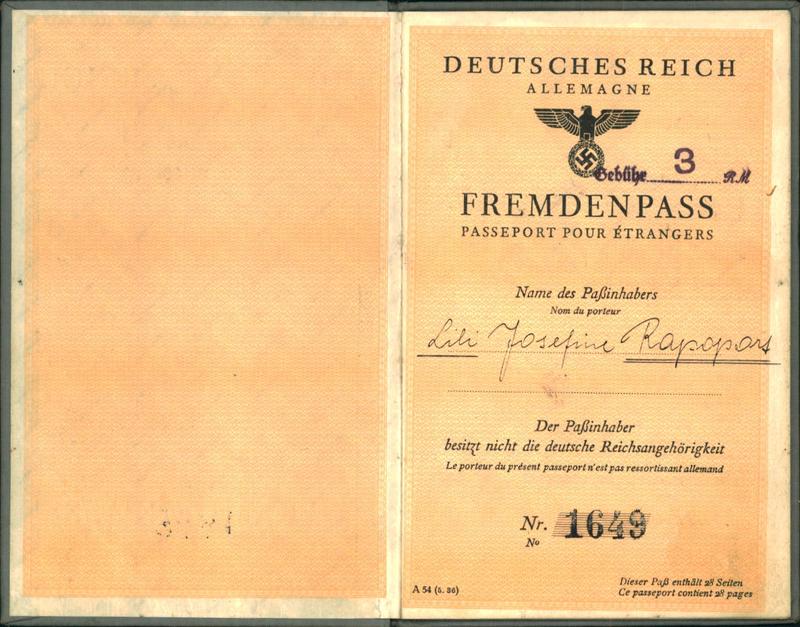 DEUTSCHES REICH
ALLEMAGNE
Gebühr 3 RM
FREMDENPASS
PASSEPORT POUR ÉTRANGERS
Name des Paßinhabers
Nom du porteur
Lili Josefine Rapoport
Der Paßinhaber
besitzt nicht die deutsche Reichsangehörigkeit
Le porteur du présent passeport n'est pas ressortissant allemand
Nr. 1649
No
A 54 (5. 36)
Dieser Paß enthält 28 Seiten
Ce passeport contient 28 pages